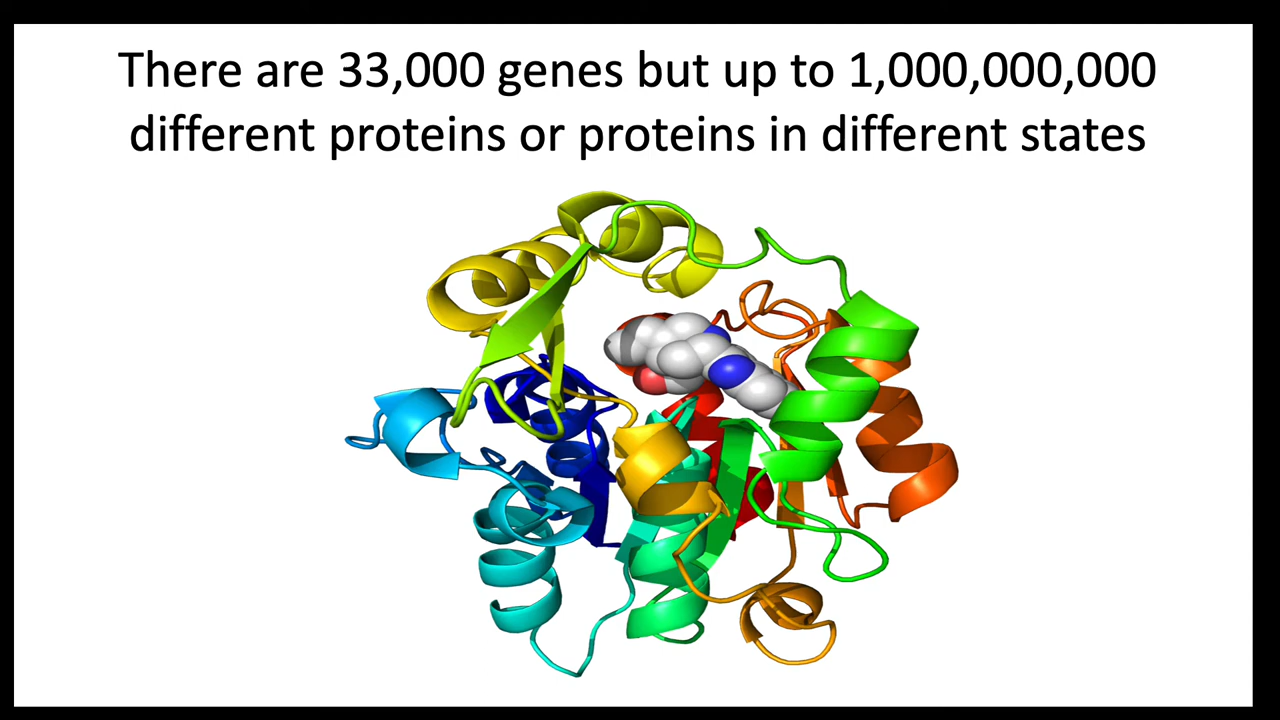 There are 33,000 genes but up to 1,000,000,000
different proteins or proteins in different states